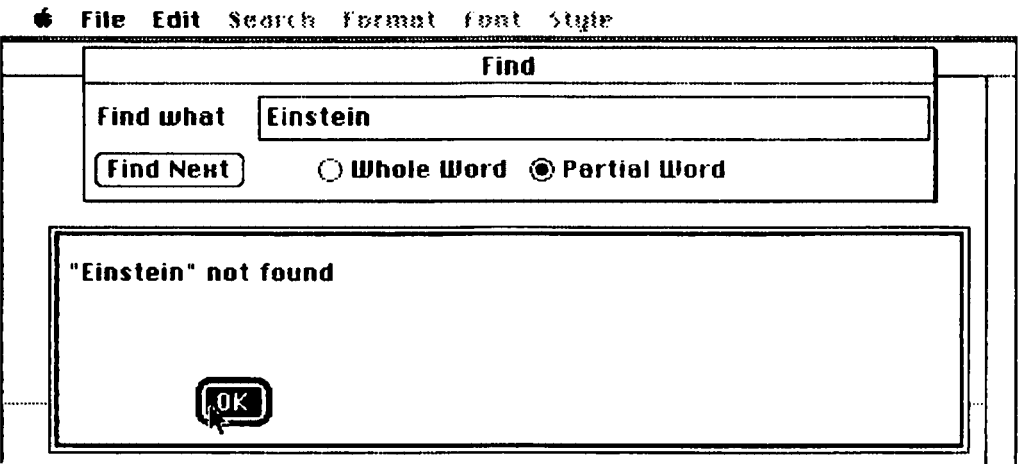 File Edit Search Format Font Style
Find
Find what Einstein
Find Next Whole Word Partial Word
"Einstein" not found
OK